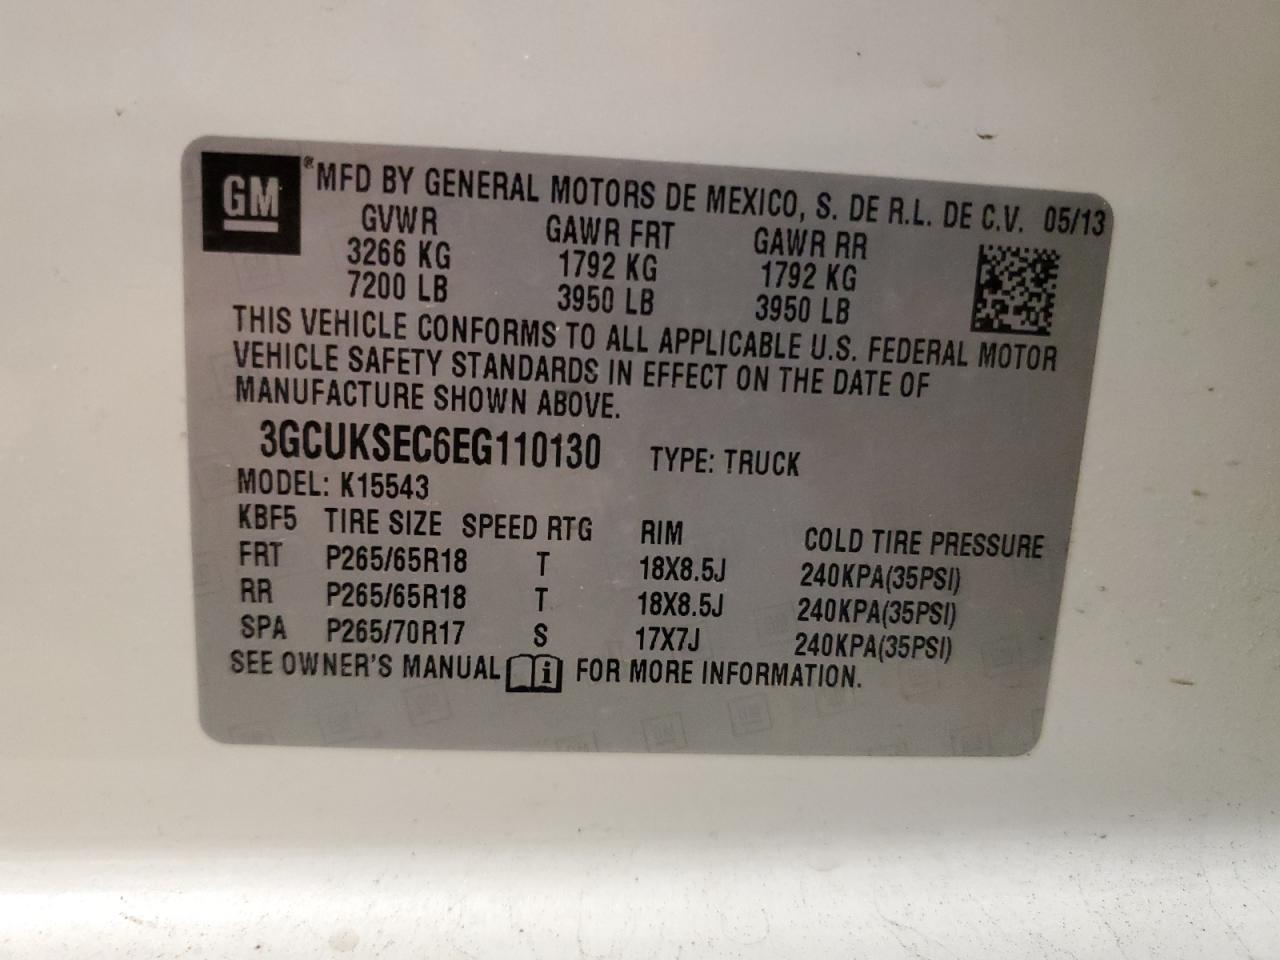 GM ® MFD BY GENERAL MOTORS DE MEXICO, S. DE R.L. DE C.V. 05/13
GVWR GAWR FRT GAWR RR
3266 KG 1792 KG 1792 KG
7200 LB 3950 LB 3950 LB
THIS VEHICLE CONFORMS TO ALL APPLICABLE U.S. FEDERAL MOTOR
VEHICLE SAFETY STANDARDS IN EFFECT ON THE DATE OF
MANUFACTURE SHOWN ABOVE.
3GCUKSEC6EG110130 TYPE: TRUCK
MODEL: K15543
KBF5 TIRE SIZE SPEED RTG RIM COLD TIRE PRESSURE
FRT P265/65R18 T 18X8.5J 240KPA(35PSI)
RR P265/65R18 T 18X8.5J 240KPA(35PSI)
SPA P265/70R17 S 17X7J 240KPA(35PSI)
SEE OWNER'S MANUAL i FOR MORE INFORMATION.